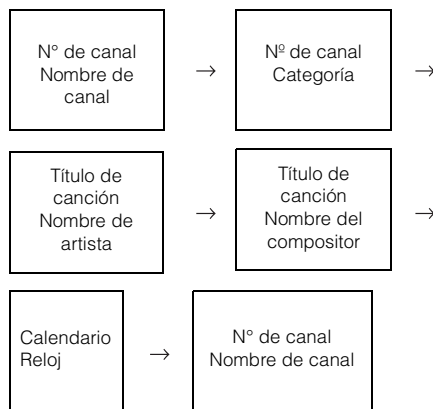 N° de canal
Nombre de
canal
→
Nº de canal
Categoría
→
Título de
canción
Nombre de
artista
→
Título de
canción
Nombre del
compositor
→
Calendario
Reloj
→
N° de canal
Nombre de canal